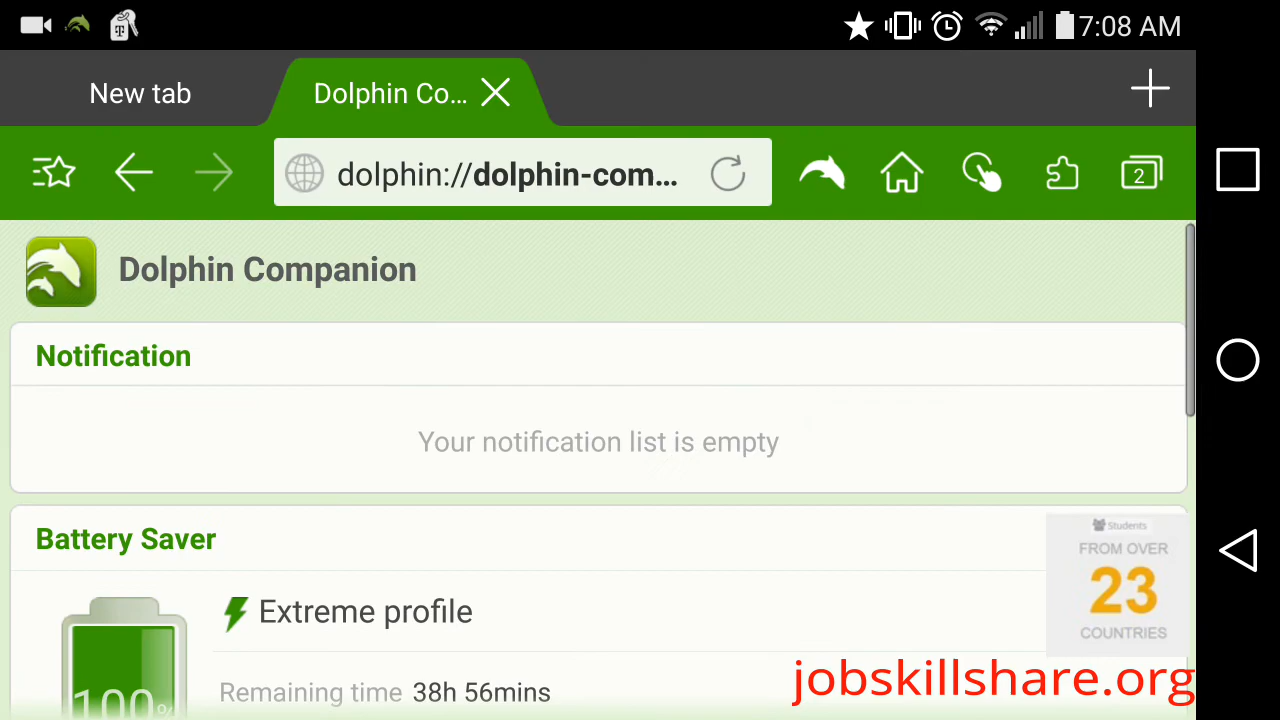 T
7:08 AM
New tab
Dolphin Co...
dolphin://dolphin-com...
2
Dolphin Companion
Notification
Your notification list is empty
Battery Saver
Students
FROM OVER
23
COUNTRIES
Extreme profile
100%
Remaining time 38h 56mins
jobskillshare.org